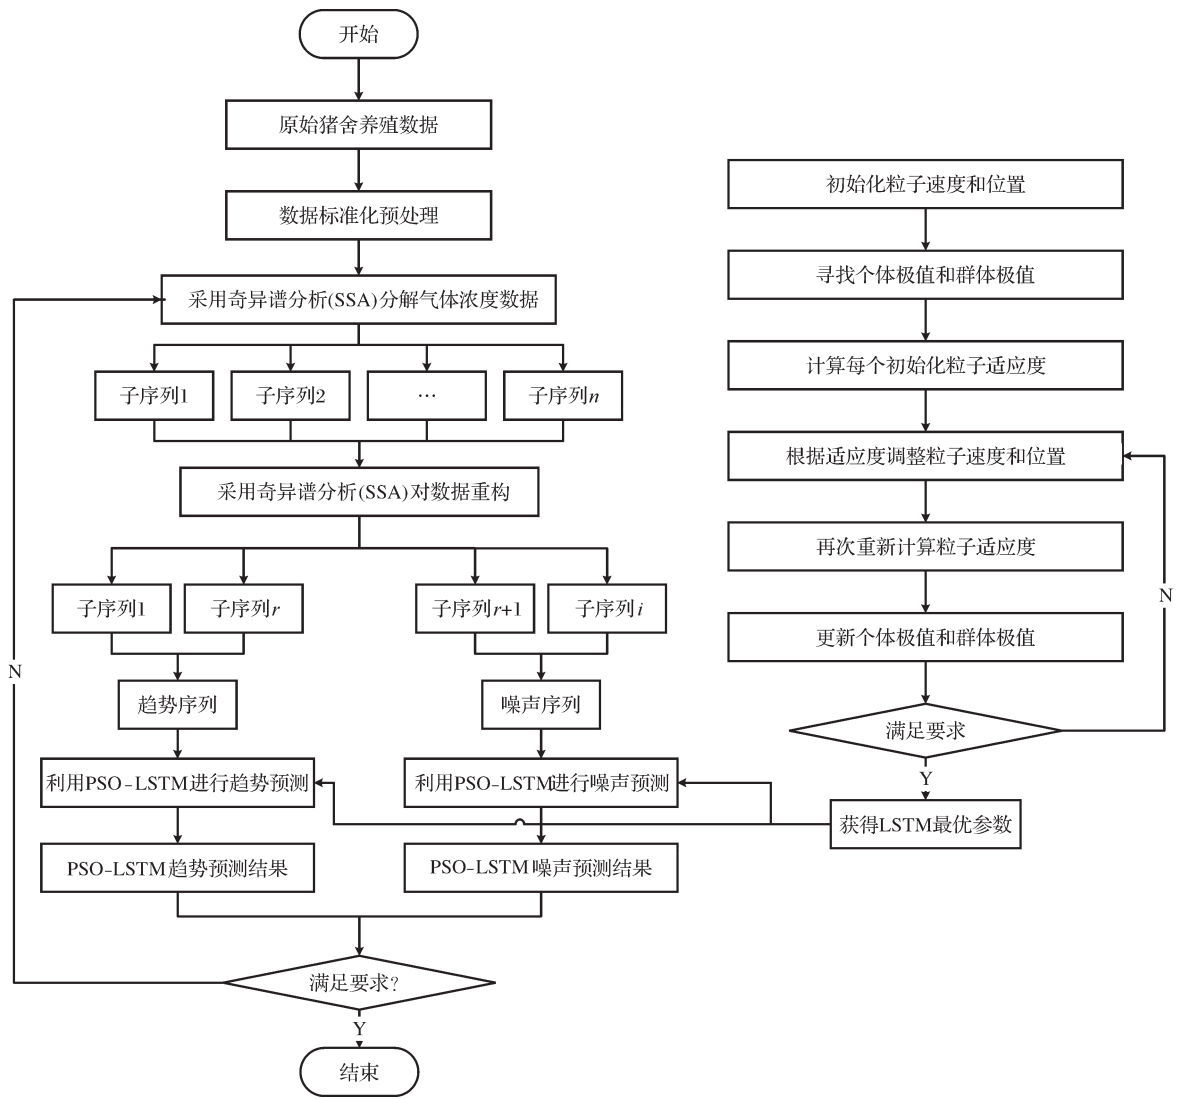 开始
原始猪舍养殖数据
数据标准化预处理
采用奇异谱分析(SSA)分解气体浓度数据
子序列1
子序列2
…
子序列n
采用奇异谱分析(SSA)对数据重构
子序列1
子序列r
子序列r+1
子序列i
趋势序列
噪声序列
利用PSO-LSTM进行趋势预测
利用PSO-LSTM进行噪声预测
PSO-LSTM趋势预测结果
PSO-LSTM噪声预测结果
满足要求?
N
Y
结束
初始化粒子速度和位置
寻找个体极值和群体极值
计算每个初始化粒子适应度
根据适应度调整粒子速度和位置
再次重新计算粒子适应度
更新个体极值和群体极值
满足要求
N
Y
获得LSTM最优参数